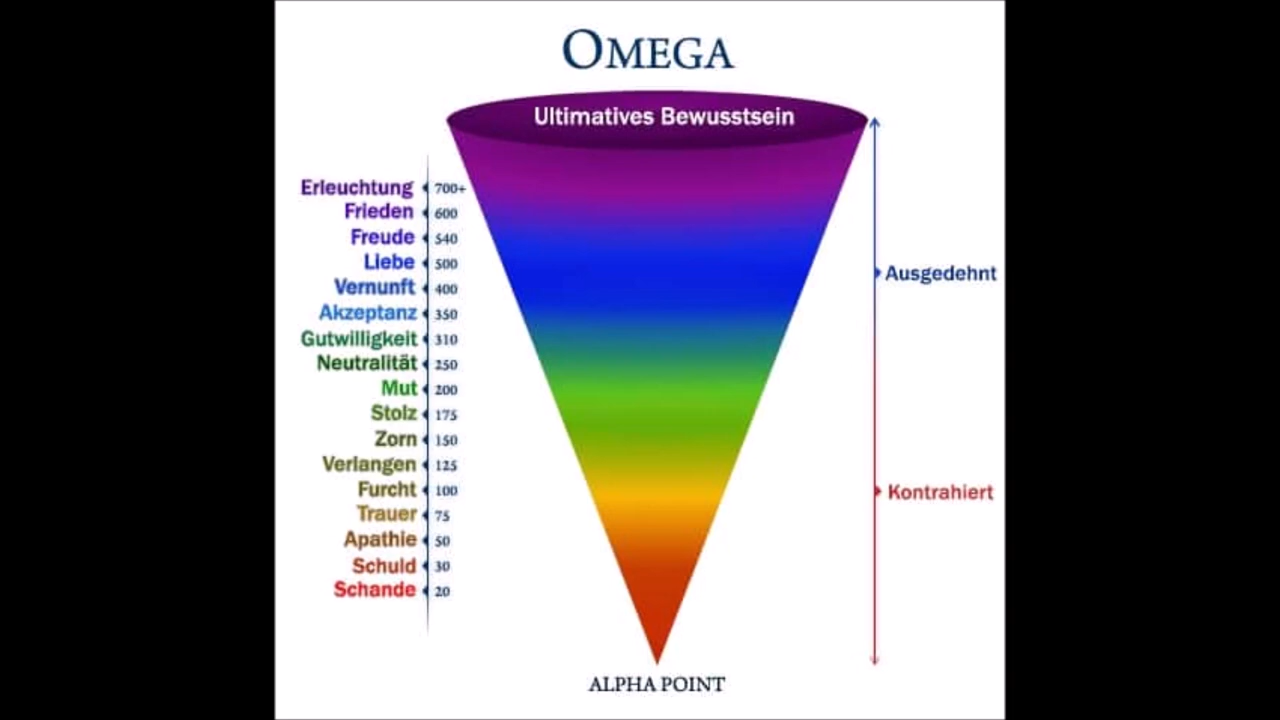 OMEGA
Ultimatives Bewusstsein
Erleuchtung 700+
Frieden 600
Freude 540
Liebe 500
Vernunft 400
Akzeptanz 350
Gutwilligkeit 310
Neutralität 250
Mut 200
Stolz 175
Zorn 150
Verlangen 125
Furcht 100
Trauer 75
Apathie 50
Schuld 30
Schande 20
Ausgedehnt
Kontrahiert
ALPHA POINT